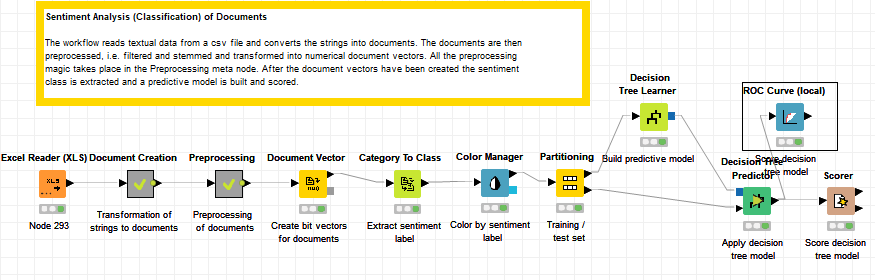 Sentiment Analysis (Classification) of Documents
The workflow reads textual data from a csv file and converts the strings into documents. The documents are then
preprocessed, i.e. filtered and stemmed and transformed into numerical document vectors. All the preprocessing
magic takes place in the Preprocessing meta node. After the document vectors have been created the sentiment
class is extracted and a predictive model is built and scored.
Decision
Tree Learner
Build predictive model
ROC Curve (local)
Score decision
tree model
Excel Reader (XLS)
XLS
Node 293
Document Creation
Transformation of
strings to documents
Preprocessing
Preprocessing
of documents
Document Vector
Create bit vectors
for documents
Category To Class
Extract sentiment
label
Color Manager
Color by sentiment
label
Partitioning
Training /
test set
Decision Tree
Predictor
Apply decision
tree model
Scorer
Score decision
tree model